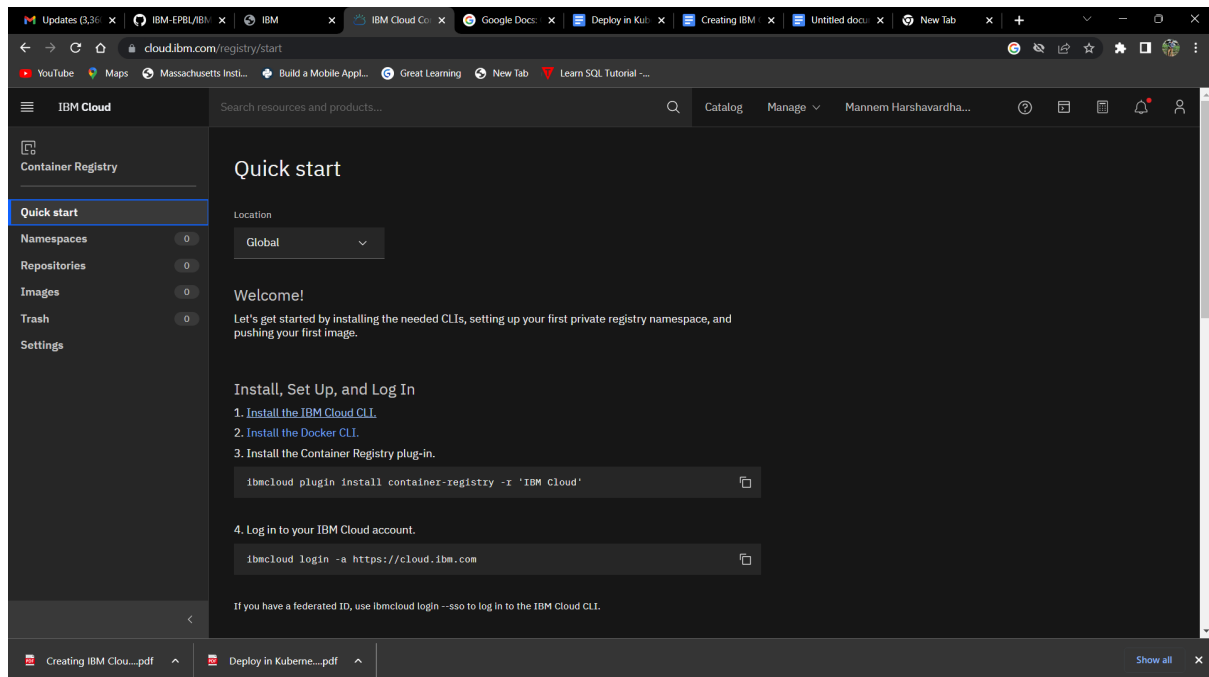 Updates (3,36
IBM-EPBL/IBM
IBM
IBM Cloud Co
Google Docs:
Deploy in Kub
Creating IBM
Untitled docu
New Tab
cloud.ibm.com/registry/start
YouTube
Maps
Massachusetts Insti...
Build a Mobile Appl...
Great Learning
New Tab
Learn SQL Tutorial -...
IBM Cloud
Search resources and products...
Catalog
Manage
Mannem Harshavardha...
Container Registry
Quick start
Namespaces 0
Repositories 0
Images 0
Trash 0
Settings
Quick start
Location
Global
Welcome!
Let's get started by installing the needed CLIs, setting up your first private registry namespace, and
pushing your first image.
Install, Set Up, and Log In
1. Install the IBM Cloud CLI.
2. Install the Docker CLI.
3. Install the Container Registry plug-in.
ibmcloud plugin install container-registry -r 'IBM Cloud'
4. Log in to your IBM Cloud account.
ibmcloud login -a https://cloud.ibm.com
If you have a federated ID, use ibmcloud login --sso to log in to the IBM Cloud CLI.
Creating IBM Clou....pdf
Deploy in Kuberne....pdf
Show all